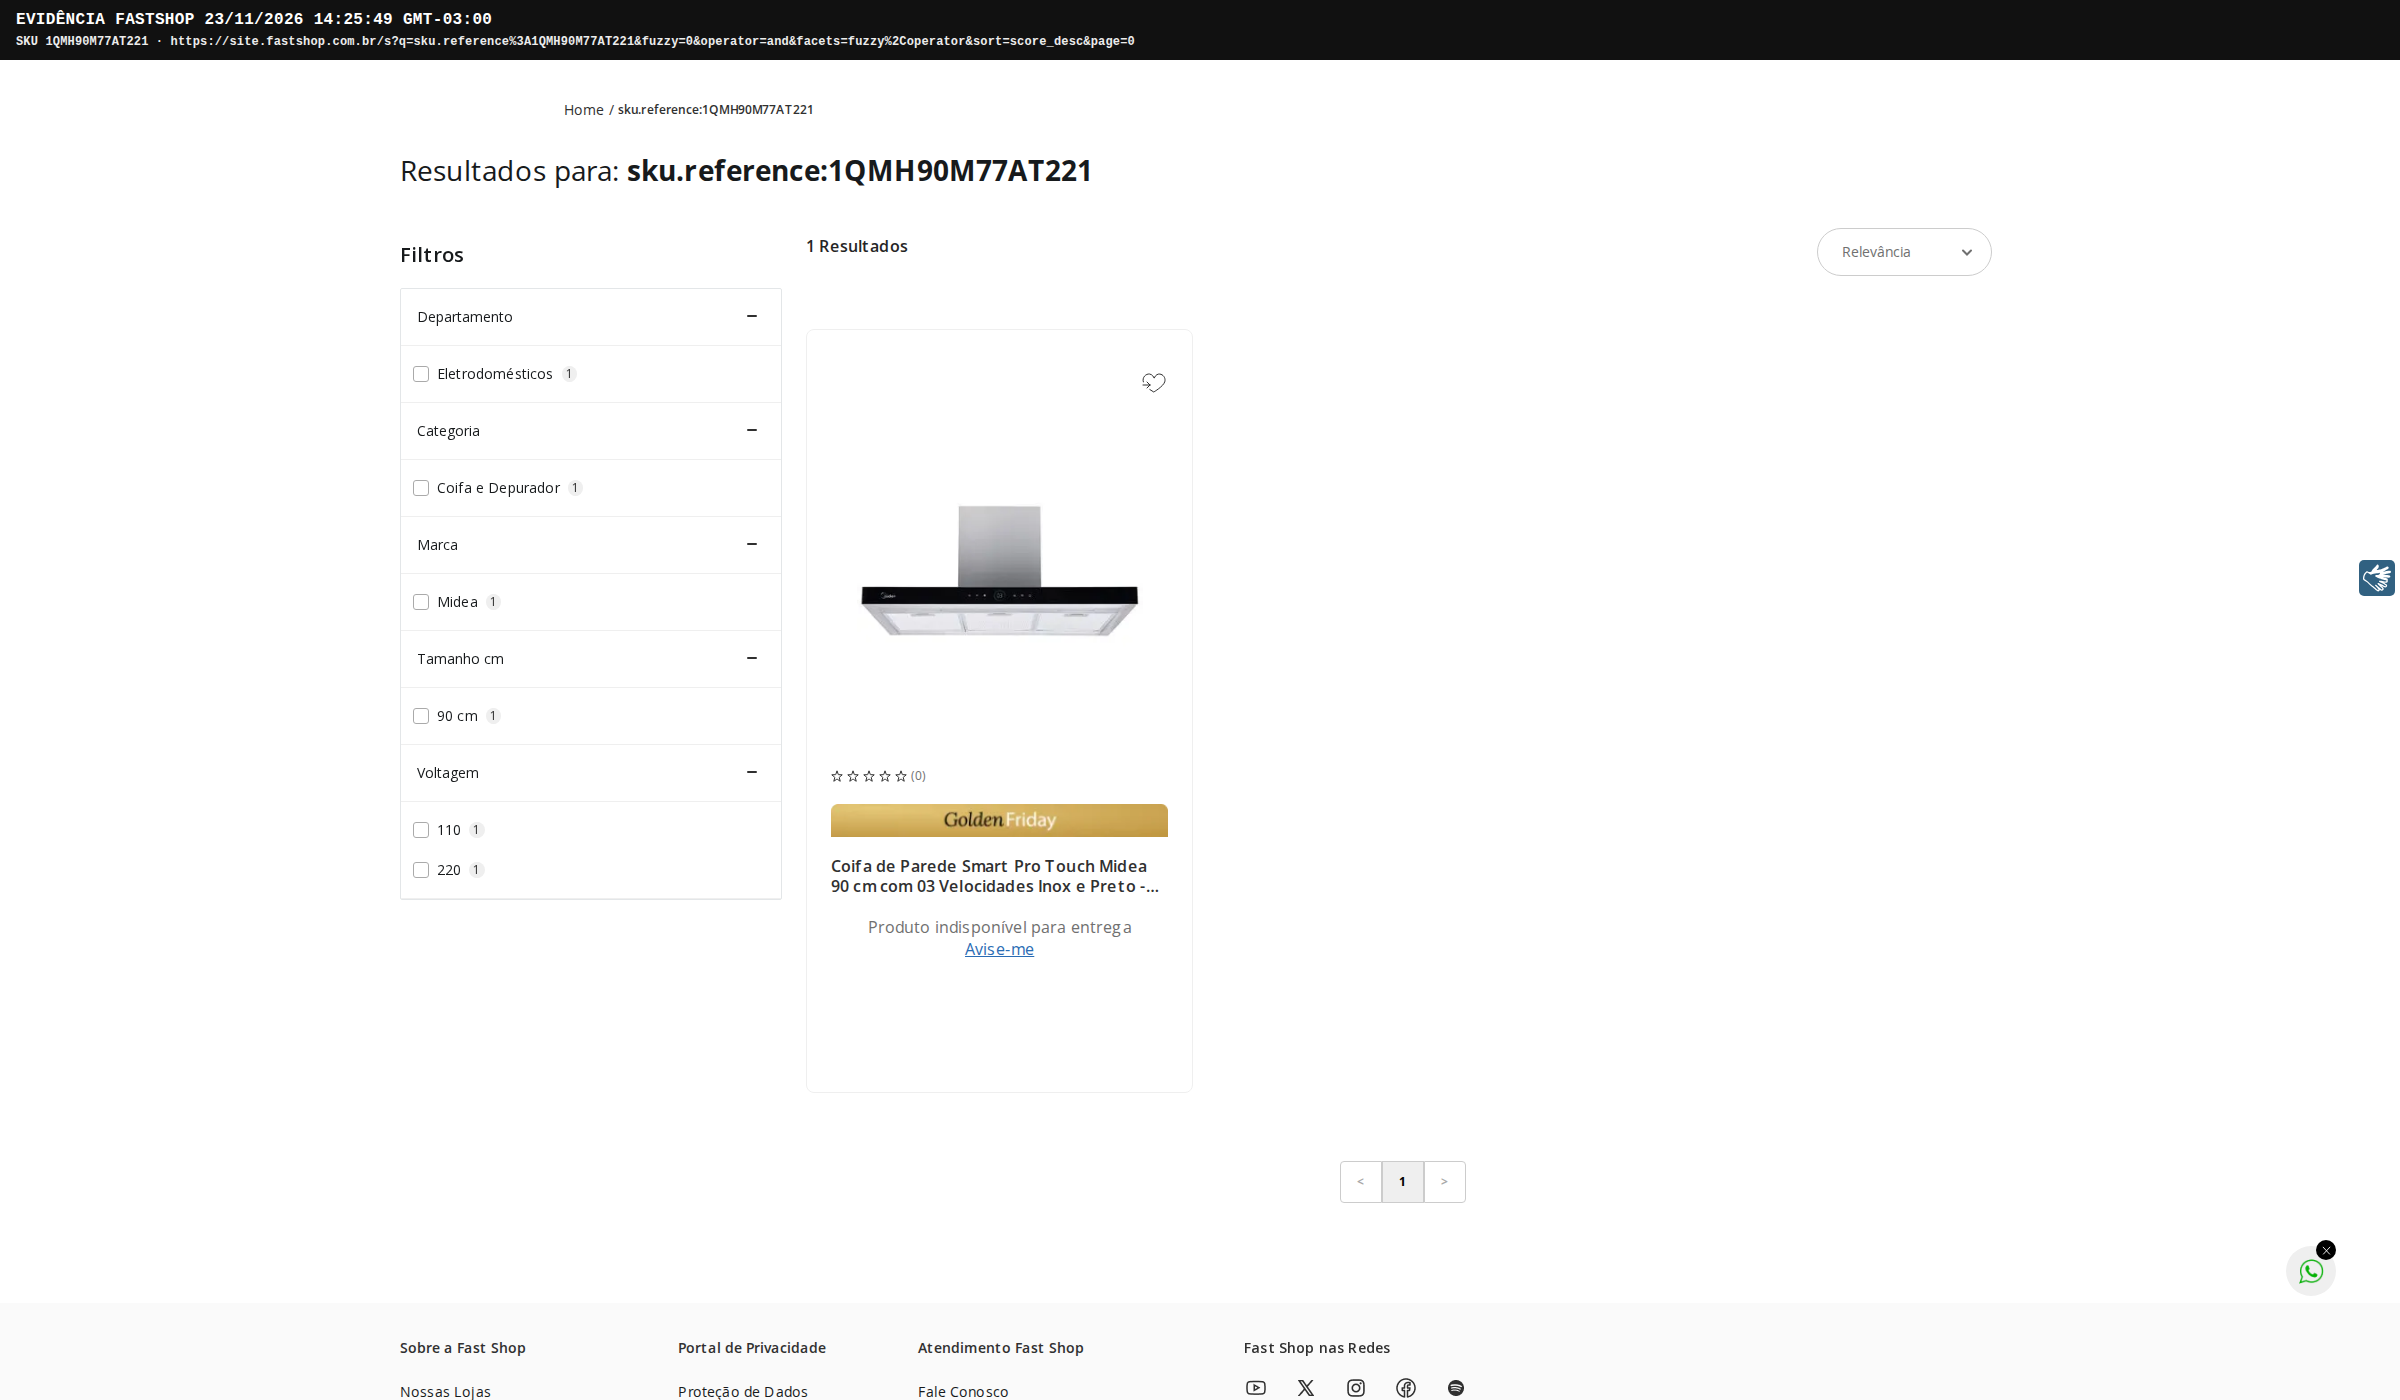 EVIDÊNCIA FASTSHOP 23/11/2026 14:25:49 GMT-03:00
SKU 1QMH90M77AT221 · https://site.fastshop.com.br/s?q=sku.reference%3A1QMH90M77AT221&fuzzy=0&operator=and&facets=fuzzy%2Coperator&sort=score_desc&page=0
Home / sku.reference:1QMH90M77AT221
Resultados para: sku.reference:1QMH90M77AT221
Filtros
Departamento
Eletrodomésticos 1
Categoria
Coifa e Depurador 1
Marca
Midea 1
Tamanho cm
90 cm 1
Voltagem
110 1
220 1
1 Resultados
Relevância
(0)
Golden Friday
Coifa de Parede Smart Pro Touch Midea
90 cm com 03 Velocidades Inox e Preto -...
Produto indisponível para entrega
Avise-me
< 1 >
Sobre a Fast Shop
Nossas Lojas
Portal de Privacidade
Proteção de Dados
Atendimento Fast Shop
Fale Conosco
Fast Shop nas Redes